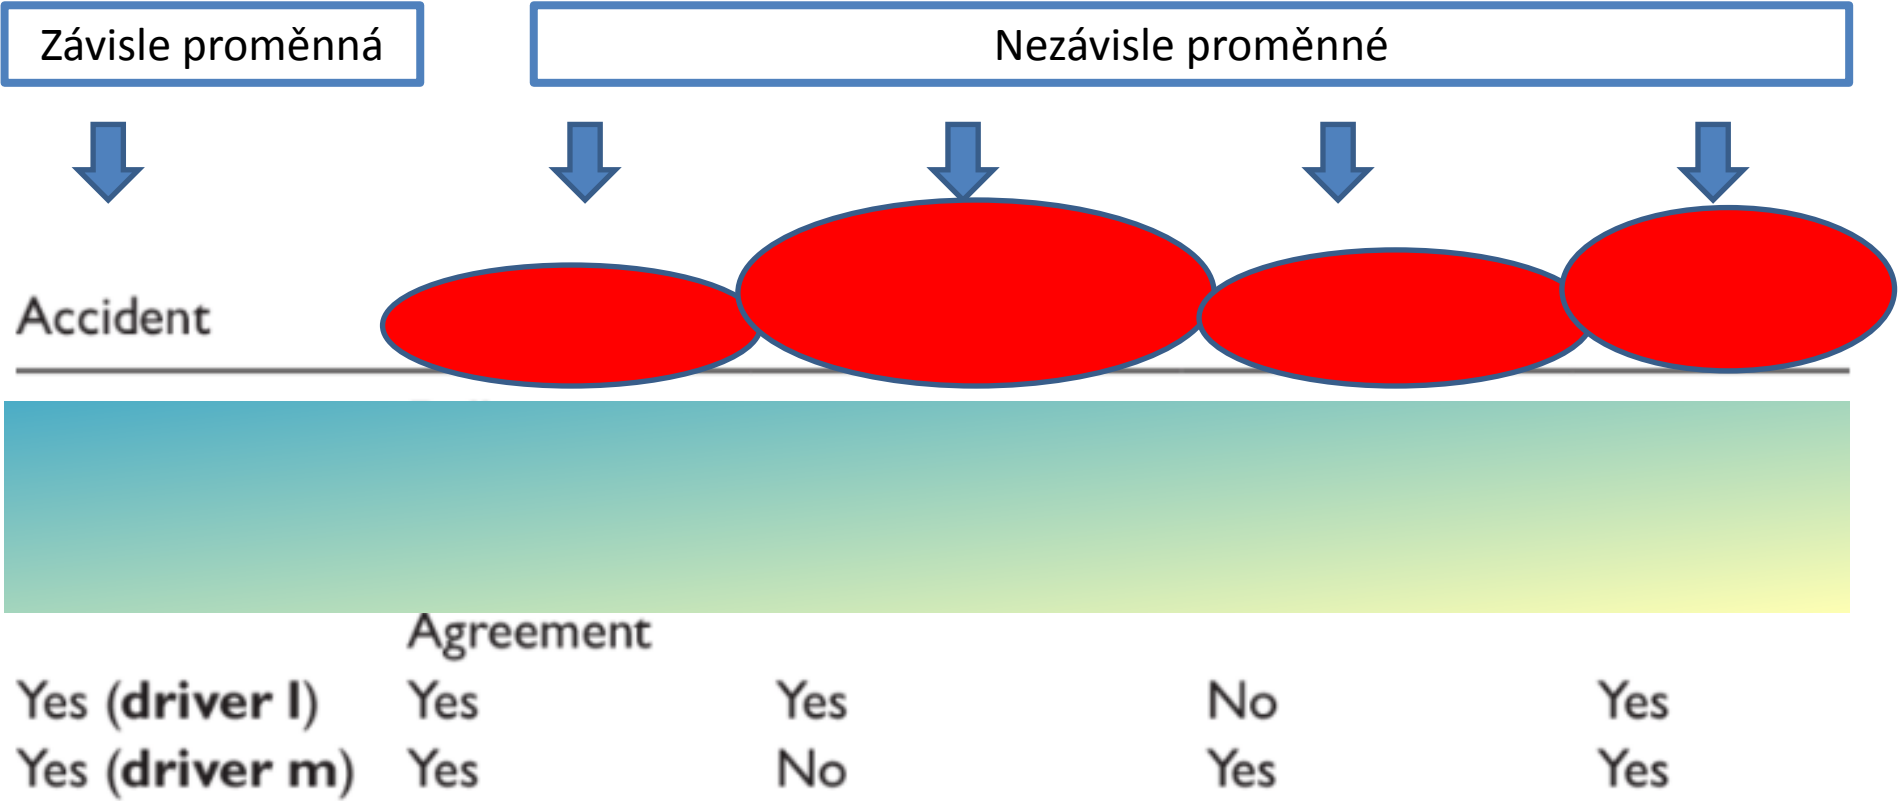 Závisle proměnná
Nezávisle proměnné
Accident
Agreement
Yes (driver l) Yes Yes No Yes
Yes (driver m) Yes No Yes Yes